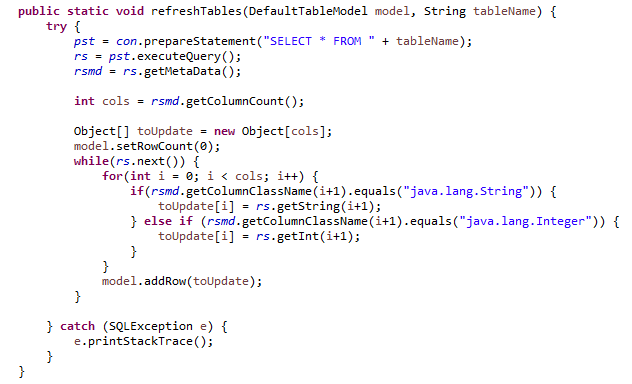 public static void refreshTables(DefaultTableModel model, String tableName) {
    try {
        pst = con.prepareStatement("SELECT * FROM " + tableName);
        rs = pst.executeQuery();
        rsmd = rs.getMetaData();

        int cols = rsmd.getColumnCount();

        Object[] toUpdate = new Object[cols];
        model.setRowCount(0);
        while(rs.next()) {
            for(int i = 0; i < cols; i++) {
                if(rsmd.getColumnClassName(i+1).equals("java.lang.String")) {
                    toUpdate[i] = rs.getString(i+1);
                } else if (rsmd.getColumnClassName(i+1).equals("java.lang.Integer")) {
                    toUpdate[i] = rs.getInt(i+1);
                }
            }
            model.addRow(toUpdate);
        }

    } catch (SQLException e) {
        e.printStackTrace();
    }
}